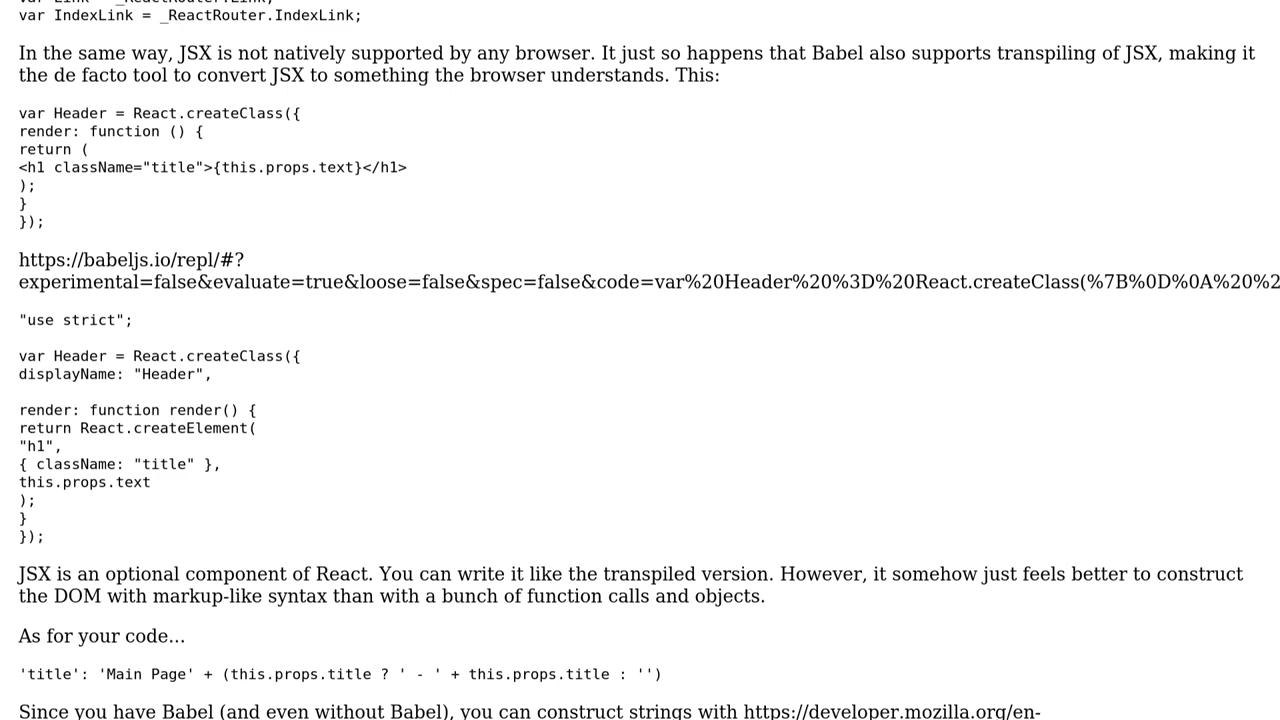 var IndexLink = _ReactRouter.IndexLink;
In the same way, JSX is not natively supported by any browser. It just so happens that Babel also supports transpiling of JSX, making it
the de facto tool to convert JSX to something the browser understands. This:
var Header = React.createClass({
render: function () {
return (
<h1 className="title">{this.props.text}</h1>
);
}
});
https://babeljs.io/repl/#?
experimental=false&evaluate=true&loose=false&spec=false&code=var%20Header%20%3D%20React.createClass(%7B%0D%0A%20%2
"use strict";
var Header = React.createClass({
displayName: "Header",
render: function render() {
return React.createElement(
"h1",
{ className: "title" },
this.props.text
);
}
});
JSX is an optional component of React. You can write it like the transpiled version. However, it somehow just feels better to construct
the DOM with markup-like syntax than with a bunch of function calls and objects.
As for your code...
'title': 'Main Page' + (this.props.title ? ' - ' + this.props.title : '')
Since you have Babel (and even without Babel), you can construct strings with https://developer.mozilla.org/en-